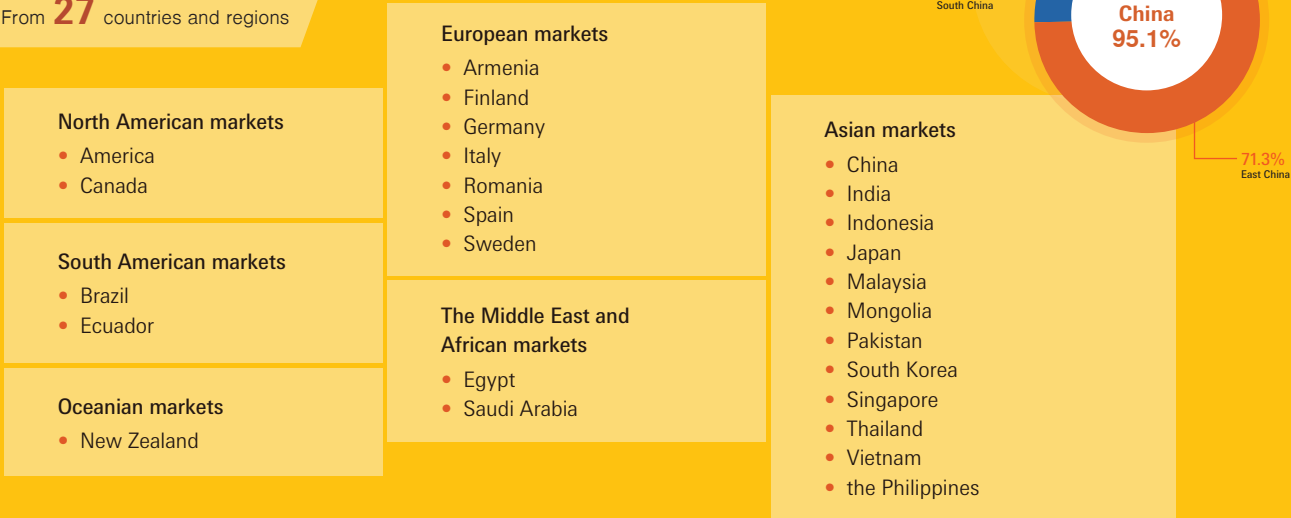 From 27 countries and regions
North American markets
• America
• Canada
South American markets
• Brazil
• Ecuador
Oceanian markets
• New Zealand
European markets
• Armenia
• Finland
• Germany
• Italy
• Romania
• Spain
• Sweden
The Middle East and
African markets
• Egypt
• Saudi Arabia
Asian markets
• China
• India
• Indonesia
• Japan
• Malaysia
• Mongolia
• Pakistan
• South Korea
• Singapore
• Thailand
• Vietnam
• the Philippines
South China
China
95.1%
71.3%
East China